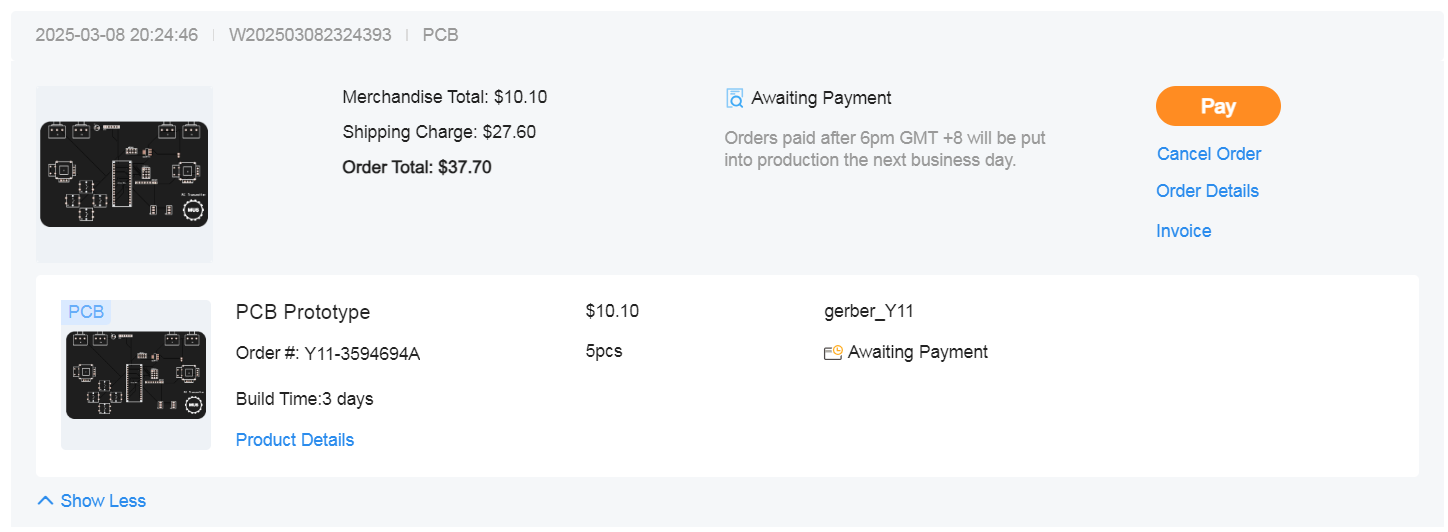 2025-03-08 20:24:46 | W202503082324393 | PCB
Merchandise Total: $10.10
Shipping Charge: $27.60
Order Total: $37.70
Awaiting Payment
Orders paid after 6pm GMT +8 will be put
into production the next business day.
Pay
Cancel Order
Order Details
Invoice
MUS
PCB
PCB Prototype
$10.10
gerber_Y11
Order #: Y11-3594694A
5pcs
Awaiting Payment
Build Time:3 days
Product Details
MUS
Show Less